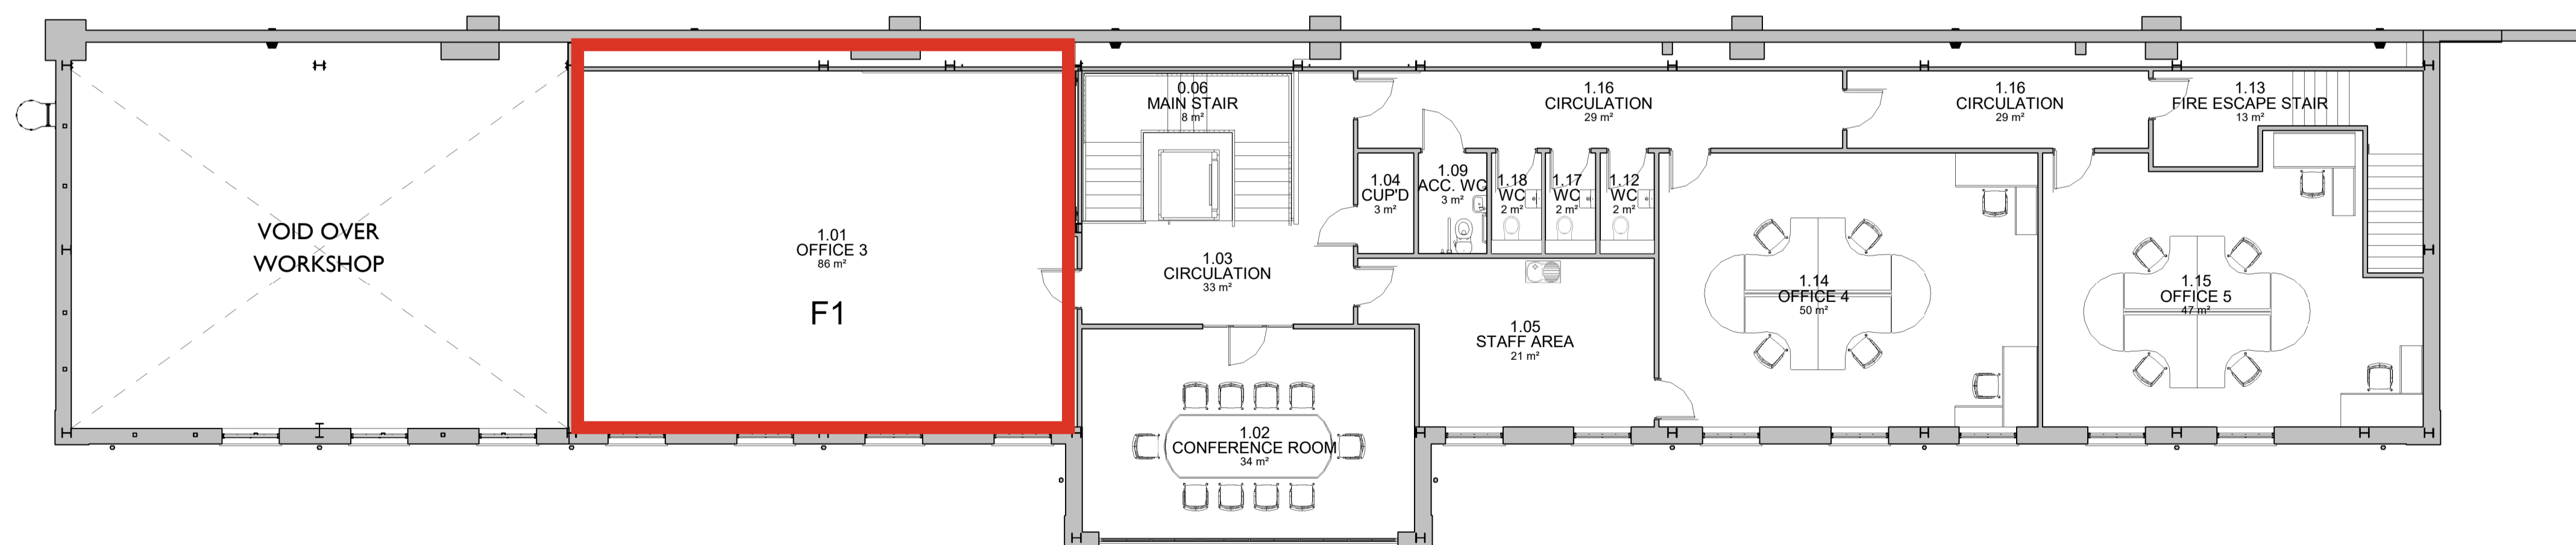 VOID OVER
WORKSHOP
1.01
OFFICE 3
86 m²
F1
0.06
MAIN STAIR
8 m²
1.03
CIRCULATION
33 m²
1.02
CONFERENCE ROOM
34 m²
1.16
CIRCULATION
29 m²
1.04
CUP'D
3 m²
1.09
ACC. WC
3 m²
1.18
WC
2 m²
1.17
WC
2 m²
1.12
WC
2 m²
1.05
STAFF AREA
21 m²
1.16
CIRCULATION
29 m²
1.14
OFFICE 4
50 m²
1.13
FIRE ESCAPE STAIR
13 m²
1.15
OFFICE 5
47 m²